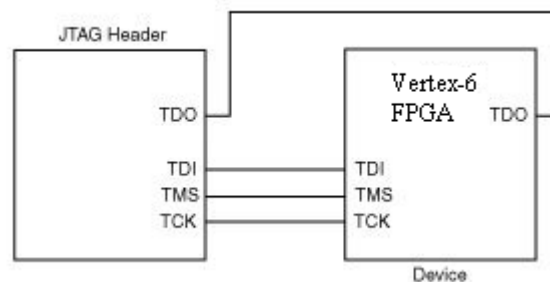 JTAG Header
TDO
TDI
TMS
TCK
Vertex-6
FPGA
TDO
TDI
TMS
TCK
Device